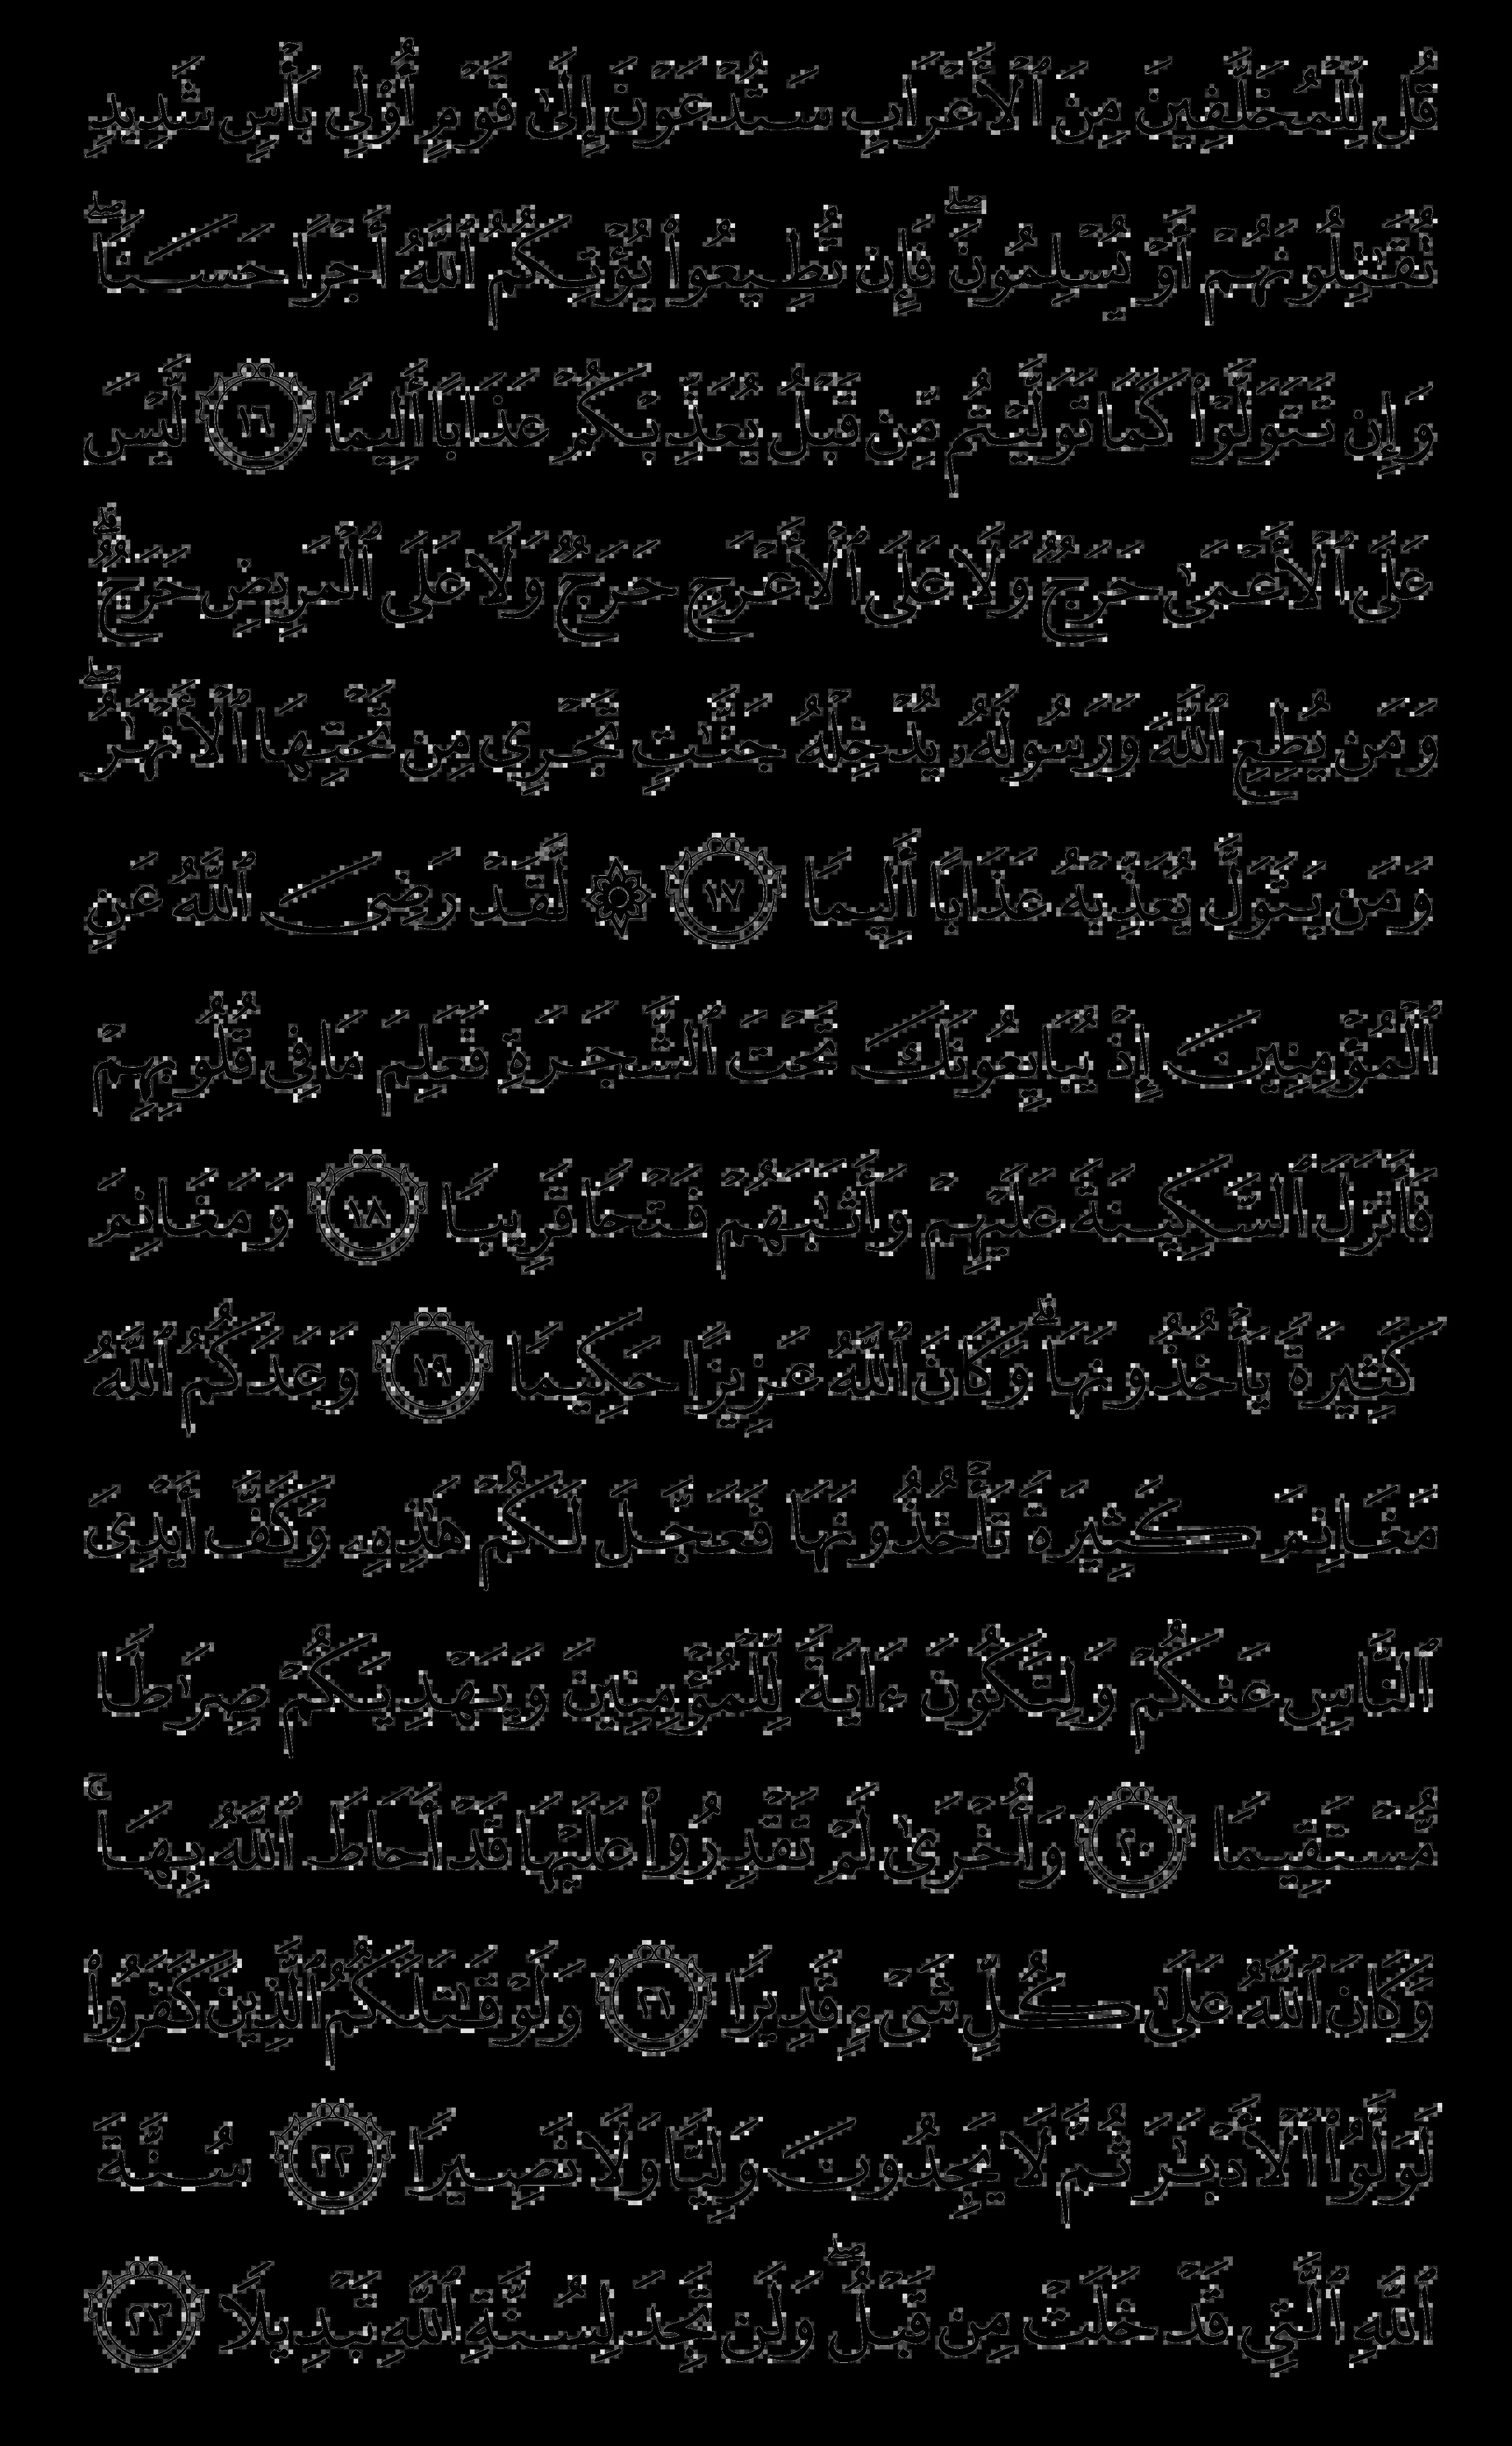 قُل لِّلْمُخَلَّفِينَ مِنَ ٱلْأَعْرَابِ سَتُدْعَوْنَ إِلَىٰ قَوْمٍ أُو۟لِى بَأْسٍ شَدِيدٍ
تُقَـٰتِلُونَهُمْ أَوْ يُسْلِمُونَ ۖ فَإِن تُطِيعُوا۟ يُؤْتِكُمُ ٱللَّهُ أَجْرًا حَسَنًا ۖ
وَإِن تَتَوَلَّوْا۟ كَمَا تَوَلَّيْتُم مِّن قَبْلُ يُعَذِّبْكُمْ عَذَابًا أَلِيمًا ١٦ لَّيْسَ
عَلَى ٱلْأَعْمَىٰ حَرَجٌ وَلَا عَلَى ٱلْأَعْرَجِ حَرَجٌ وَلَا عَلَى ٱلْمَرِيضِ حَرَجٌ ۗ
وَمَن يُطِعِ ٱللَّهَ وَرَسُولَهُۥ يُدْخِلْهُ جَنَّـٰتٍ تَجْرِى مِن تَحْتِهَا ٱلْأَنْهَـٰرُ ۖ
وَمَن يَتَوَلَّ يُعَذِّبْهُ عَذَابًا أَلِيمًا ١٧ ۞ لَّقَدْ رَضِىَ ٱللَّهُ عَنِ
ٱلْمُؤْمِنِينَ إِذْ يُبَايِعُونَكَ تَحْتَ ٱلشَّجَرَةِ فَعَلِمَ مَا فِى قُلُوبِهِمْ
فَأَنزَلَ ٱلسَّكِينَةَ عَلَيْهِمْ وَأَثَـٰبَهُمْ فَتْحًا قَرِيبًا ١٨ وَمَغَانِمَ
كَثِيرَةً يَأْخُذُونَهَا ۗ وَكَانَ ٱللَّهُ عَزِيزًا حَكِيمًا ١٩ وَعَدَكُمُ ٱللَّهُ
مَغَانِمَ كَثِيرَةً تَأْخُذُونَهَا فَعَجَّلَ لَكُمْ هَـٰذِهِۦ وَكَفَّ أَيْدِىَ
ٱلنَّاسِ عَنكُمْ وَلِتَكُونَ ءَايَةً لِّلْمُؤْمِنِينَ وَيَهْدِيَكُمْ صِرَٰطًا
مُّسْتَقِيمًا ٢٠ وَأُخْرَىٰ لَمْ تَقْدِرُوا۟ عَلَيْهَا قَدْ أَحَاطَ ٱللَّهُ بِهَا ۚ
وَكَانَ ٱللَّهُ عَلَىٰ كُلِّ شَىْءٍ قَدِيرًا ٢١ وَلَوْ قَـٰتَلَكُمُ ٱلَّذِينَ كَفَرُوا۟
لَوَلَّوُا۟ ٱلْأَدْبَـٰرَ ثُمَّ لَا يَجِدُونَ وَلِيًّا وَلَا نَصِيرًا ٢٢ سُنَّةَ
ٱللَّهِ ٱلَّتِى قَدْ خَلَتْ مِن قَبْلُ ۖ وَلَن تَجِدَ لِسُنَّةِ ٱللَّهِ تَبْدِيلًا ٢٣